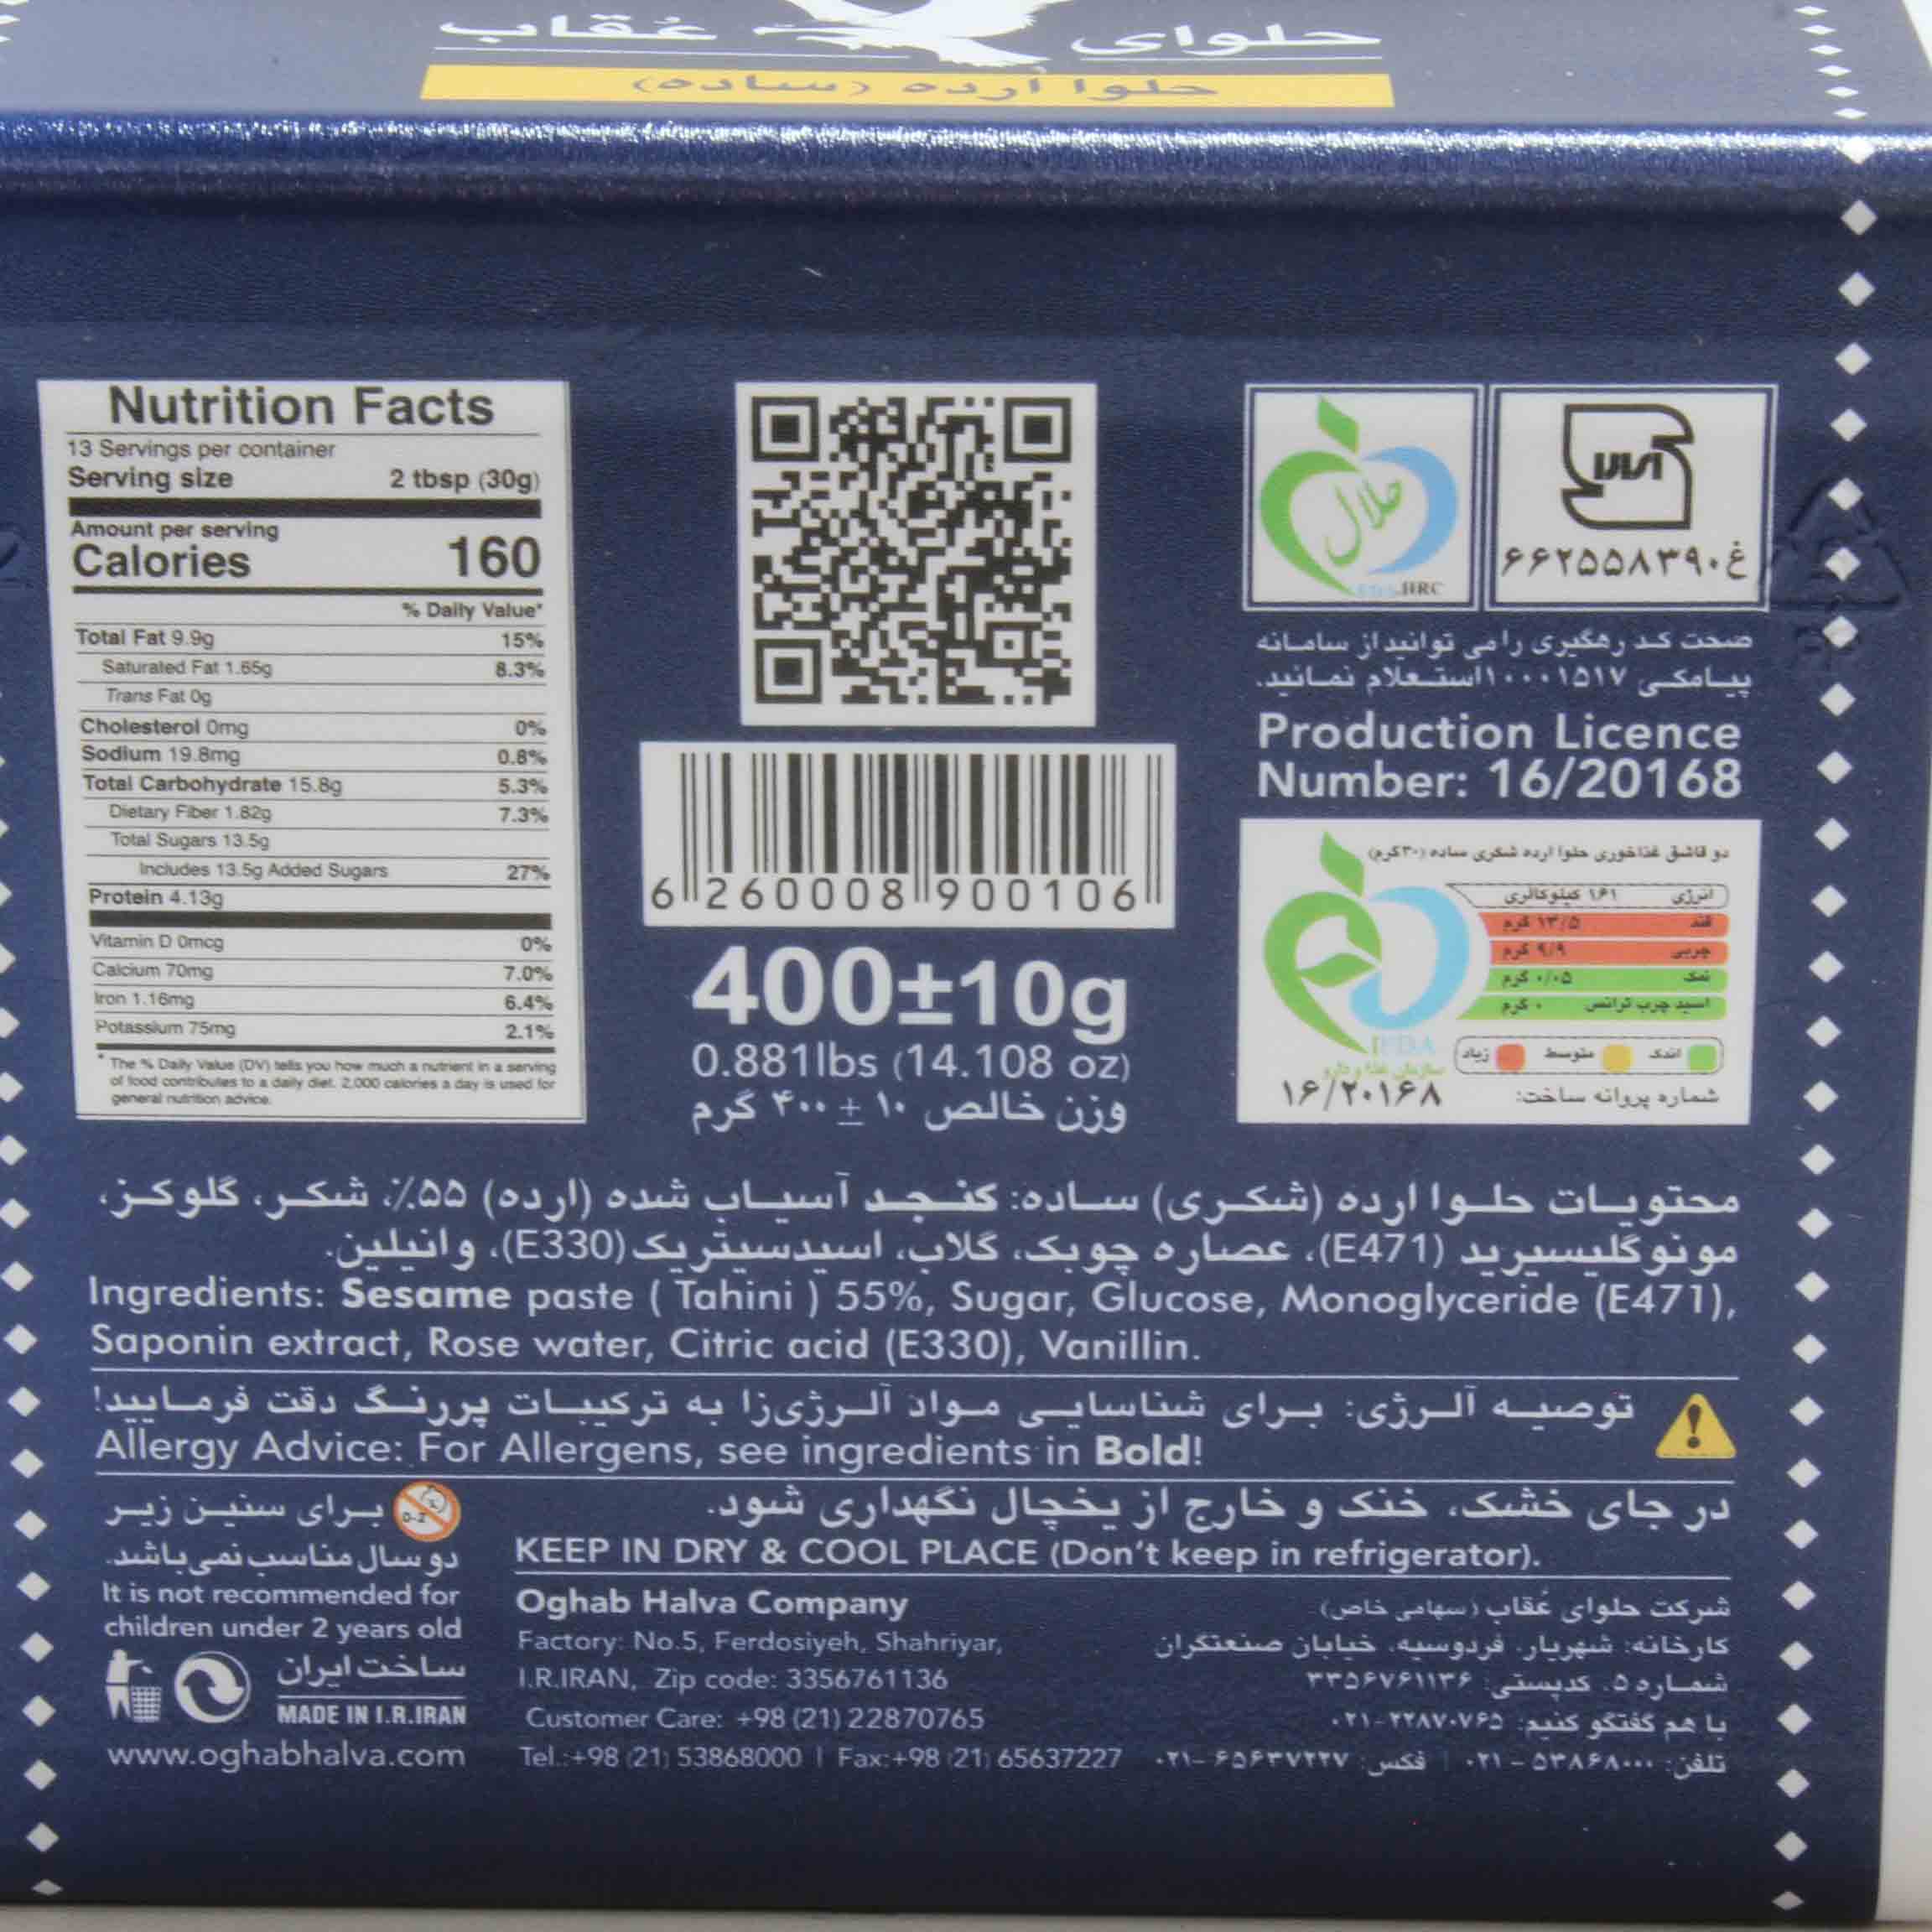 حلوای عُقاب
حلوا اَرده (ساده)
Nutrition Facts
13 Servings per container
Serving size 2 tbsp (30g)
Amount per serving
Calories 160
% Daily Value*
Total Fat 9.9g 15%
Saturated Fat 1.65g 8.3%
Trans Fat 0g
Cholesterol 0mg 0%
Sodium 19.8mg 0.8%
Total Carbohydrate 15.8g 5.3%
Dietary Fiber 1.82g 7.3%
Total Sugars 13.5g
Includes 13.5g Added Sugars 27%
Protein 4.13g
Vitamin D 0mcg 0%
Calcium 70mg 7.0%
Iron 1.16mg 6.4%
Potassium 75mg 2.1%
* The % Daily Value (DV) tells you how much a nutrient in a serving
of food contributes to a daily diet. 2,000 calories a day is used for
general nutrition advice.
6 260008 900106
400±10g
0.881lbs (14.108 oz)
وزن خالص ۱۰ ± ۴۰۰ گرم
حلال
HRC
۶۶۲۵۵۸۳۹۰غ
صحت کد رهگیری را می توانید از سامانه
پیامکی ۱۰۰۰۱۵۱۷ استعلام نمائید.
Production Licence
Number: 16/20168
دو قاشق غذاخوری حلوا ارده شکری ساده (۳۰گرم)
انرژی ۱۶۱ کیلوکالری
قند ۱۳/۵ گرم
چربی ۹/۹ گرم
نمک ۰/۰۵ گرم
اسید چرب ترانس ۰ گرم
اندک متوسط زیاد
IFDA
سازمان غذا و دارو
شماره پروانه ساخت: ۱۶/۲۰۱۶۸
محتویات حلوا ارده (شکری) ساده: کنجد آسیاب شده (ارده) ۵۵٪، شکر، گلوکز،
مونوگلیسیرید (E471)، عصاره چوبک، گلاب، اسیدسیتریک (E330)، وانیلین.
Ingredients: Sesame paste ( Tahini ) 55%, Sugar, Glucose, Monoglyceride (E471),
Saponin extract, Rose water, Citric acid (E330), Vanillin.
توصیه آلرژی: برای شناسایی مواد آلرژی‌زا به ترکیبات پررنگ دقت فرمایید!
Allergy Advice: For Allergens, see ingredients in Bold!
در جای خشک، خنک و خارج از یخچال نگهداری شود.
KEEP IN DRY & COOL PLACE (Don't keep in refrigerator).
0-2
برای سنین زیر
دو سال مناسب نمی‌باشد.
It is not recommended for
children under 2 years old
ساخت ایران
MADE IN I.R.IRAN
www.oghabhalva.com
Oghab Halva Company
Factory: No.5, Ferdosiyeh, Shahriyar,
I.R.IRAN, Zip code: 3356761136
Customer Care: +98 (21) 22870765
Tel.:+98 (21) 53868000 | Fax:+98 (21) 65637227
شرکت حلوای عُقاب (سهامی خاص)
کارخانه: شهریار، فردوسیه، خیابان صنعتگران
شماره ۵، کدپستی: ۳۳۵۶۷۶۱۱۳۶
با هم گفتگو کنیم: ۰۲۱-۲۲۸۷۰۷۶۵
تلفن: ۵۳۸۶۸۰۰۰ - ۰۲۱ | فکس: ۶۵۶۳۷۲۲۷ -۰۲۱